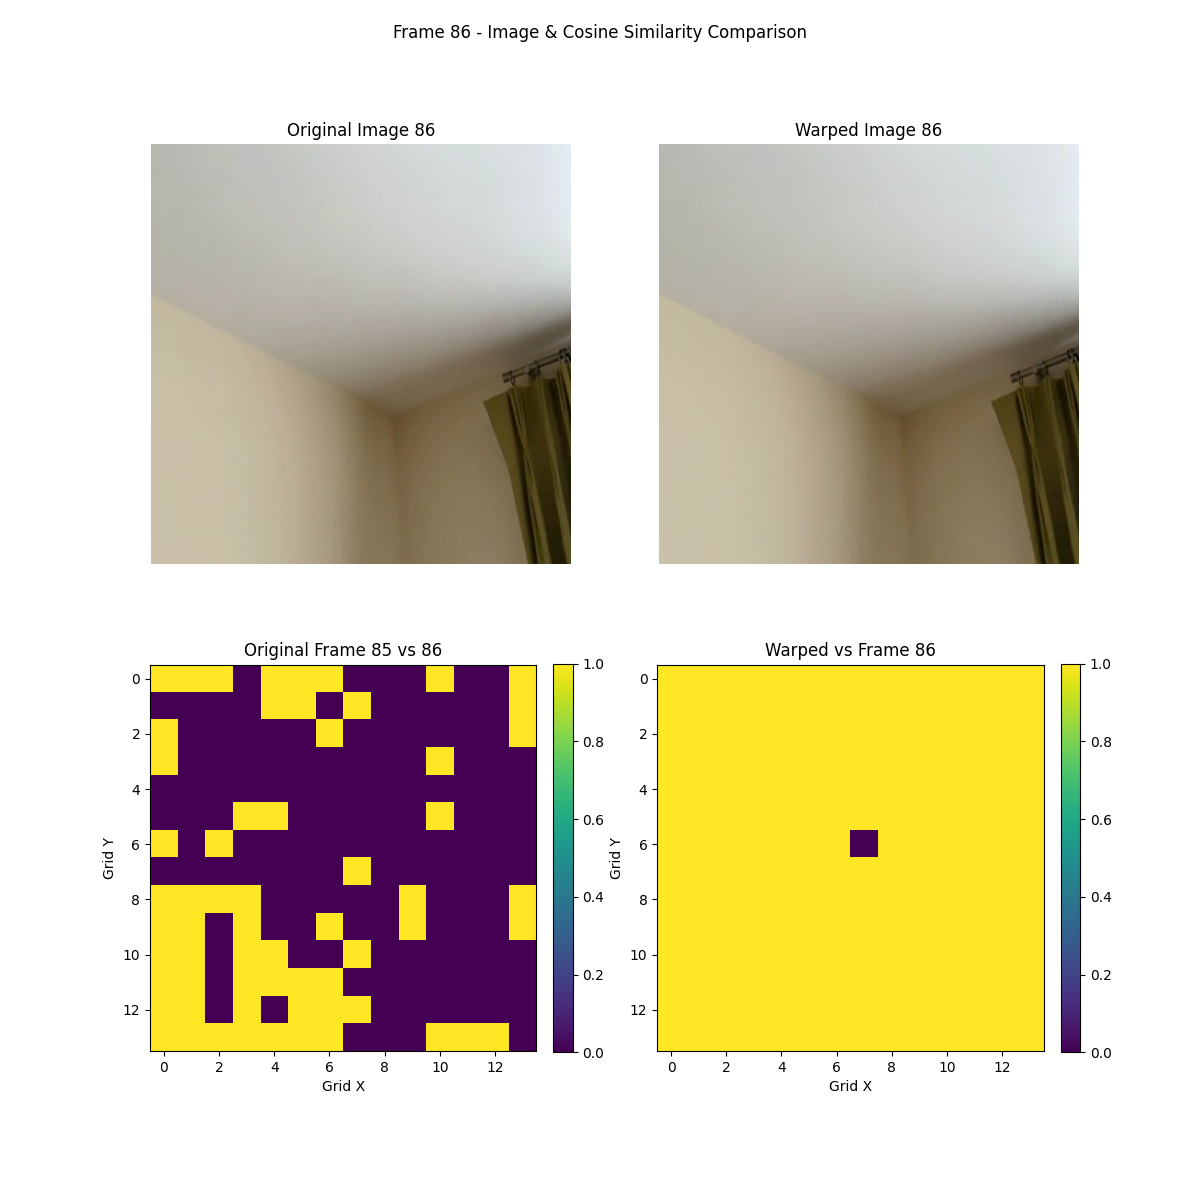 Frame 86 - Image & Cosine Similarity Comparison
Original Image 86
Warped Image 86
Original Frame 85 vs 86
Warped vs Frame 86
Grid Y
0
2
4
6
8
10
12
0 2 4 6 8 10 12
Grid X
1.0
0.8
0.6
0.4
0.2
0.0
Grid Y
0
2
4
6
8
10
12
0 2 4 6 8 10 12
Grid X
1.0
0.8
0.6
0.4
0.2
0.0